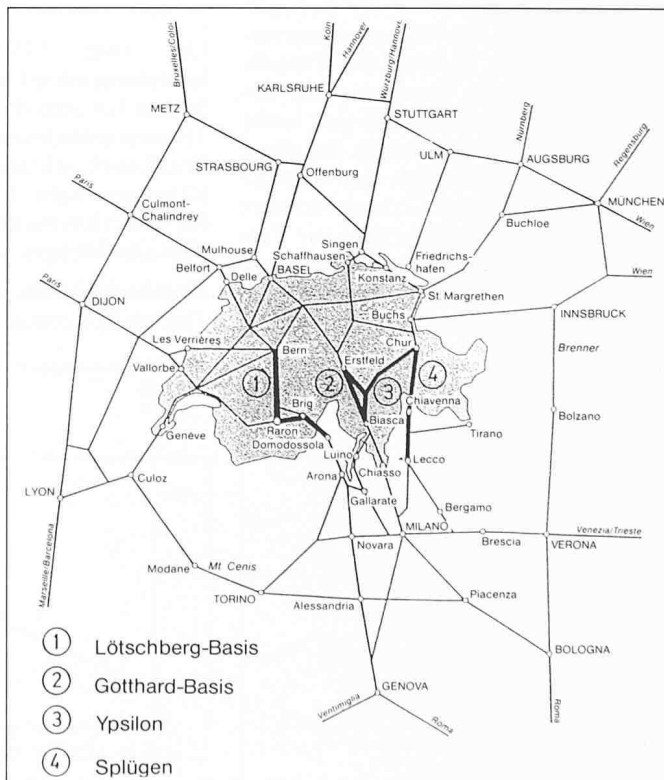 Bruxelles/Köln
Köln
Hannover
Würzburg/Hannov.
KARLSRUHE
METZ
STUTTGART
Nürnberg
Regensburg
STRASBOURG
Offenburg
ULM
AUGSBURG
Paris
Culmont-
Chalindrey
MÜNCHEN
Buchloe
Wien
Mulhouse
Singen
Schaffhausen
Friedrichs-
hafen
Belfort
Delle
BASEL
Konstanz
Wien
Paris
St. Margrethen
DIJON
Buchs
INNSBRUCK
Les Verrières
Bern
Erstfeld
Chur
Brenner
Vallorbe
1
2
3
4
Chiavenna
Brig
Biasca
Bolzano
Genève
Raron
Domodossola
Tirano
Luino
Lecco
Culoz
Arona
Chiasso
LYON
Gallarate
Bergamo
MILANO
Venezia/Trieste
Novara
Brescia
VERONA
Marseille/Barcelona
Modane
Mt. Cenis
TORINO
Alessandria
Piacenza
BOLOGNA
GENOVA
Ventimiglia
Roma
Roma
1 Lötschberg-Basis
2 Gotthard-Basis
3 Ypsilon
4 Splügen